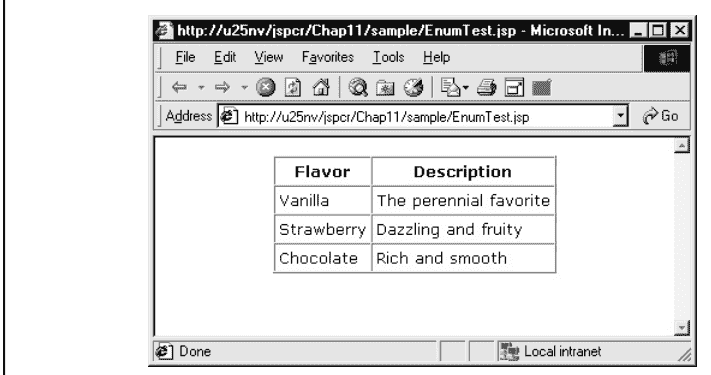 http://u25nv/jspcr/Chap11/sample/EnumTest.jsp - Microsoft In...
File Edit View Favorites Tools Help
Address http://u25nv/jspcr/Chap11/sample/EnumTest.jsp Go
Flavor Description
Vanilla The perennial favorite
Strawberry Dazzling and fruity
Chocolate Rich and smooth
Done Local intranet